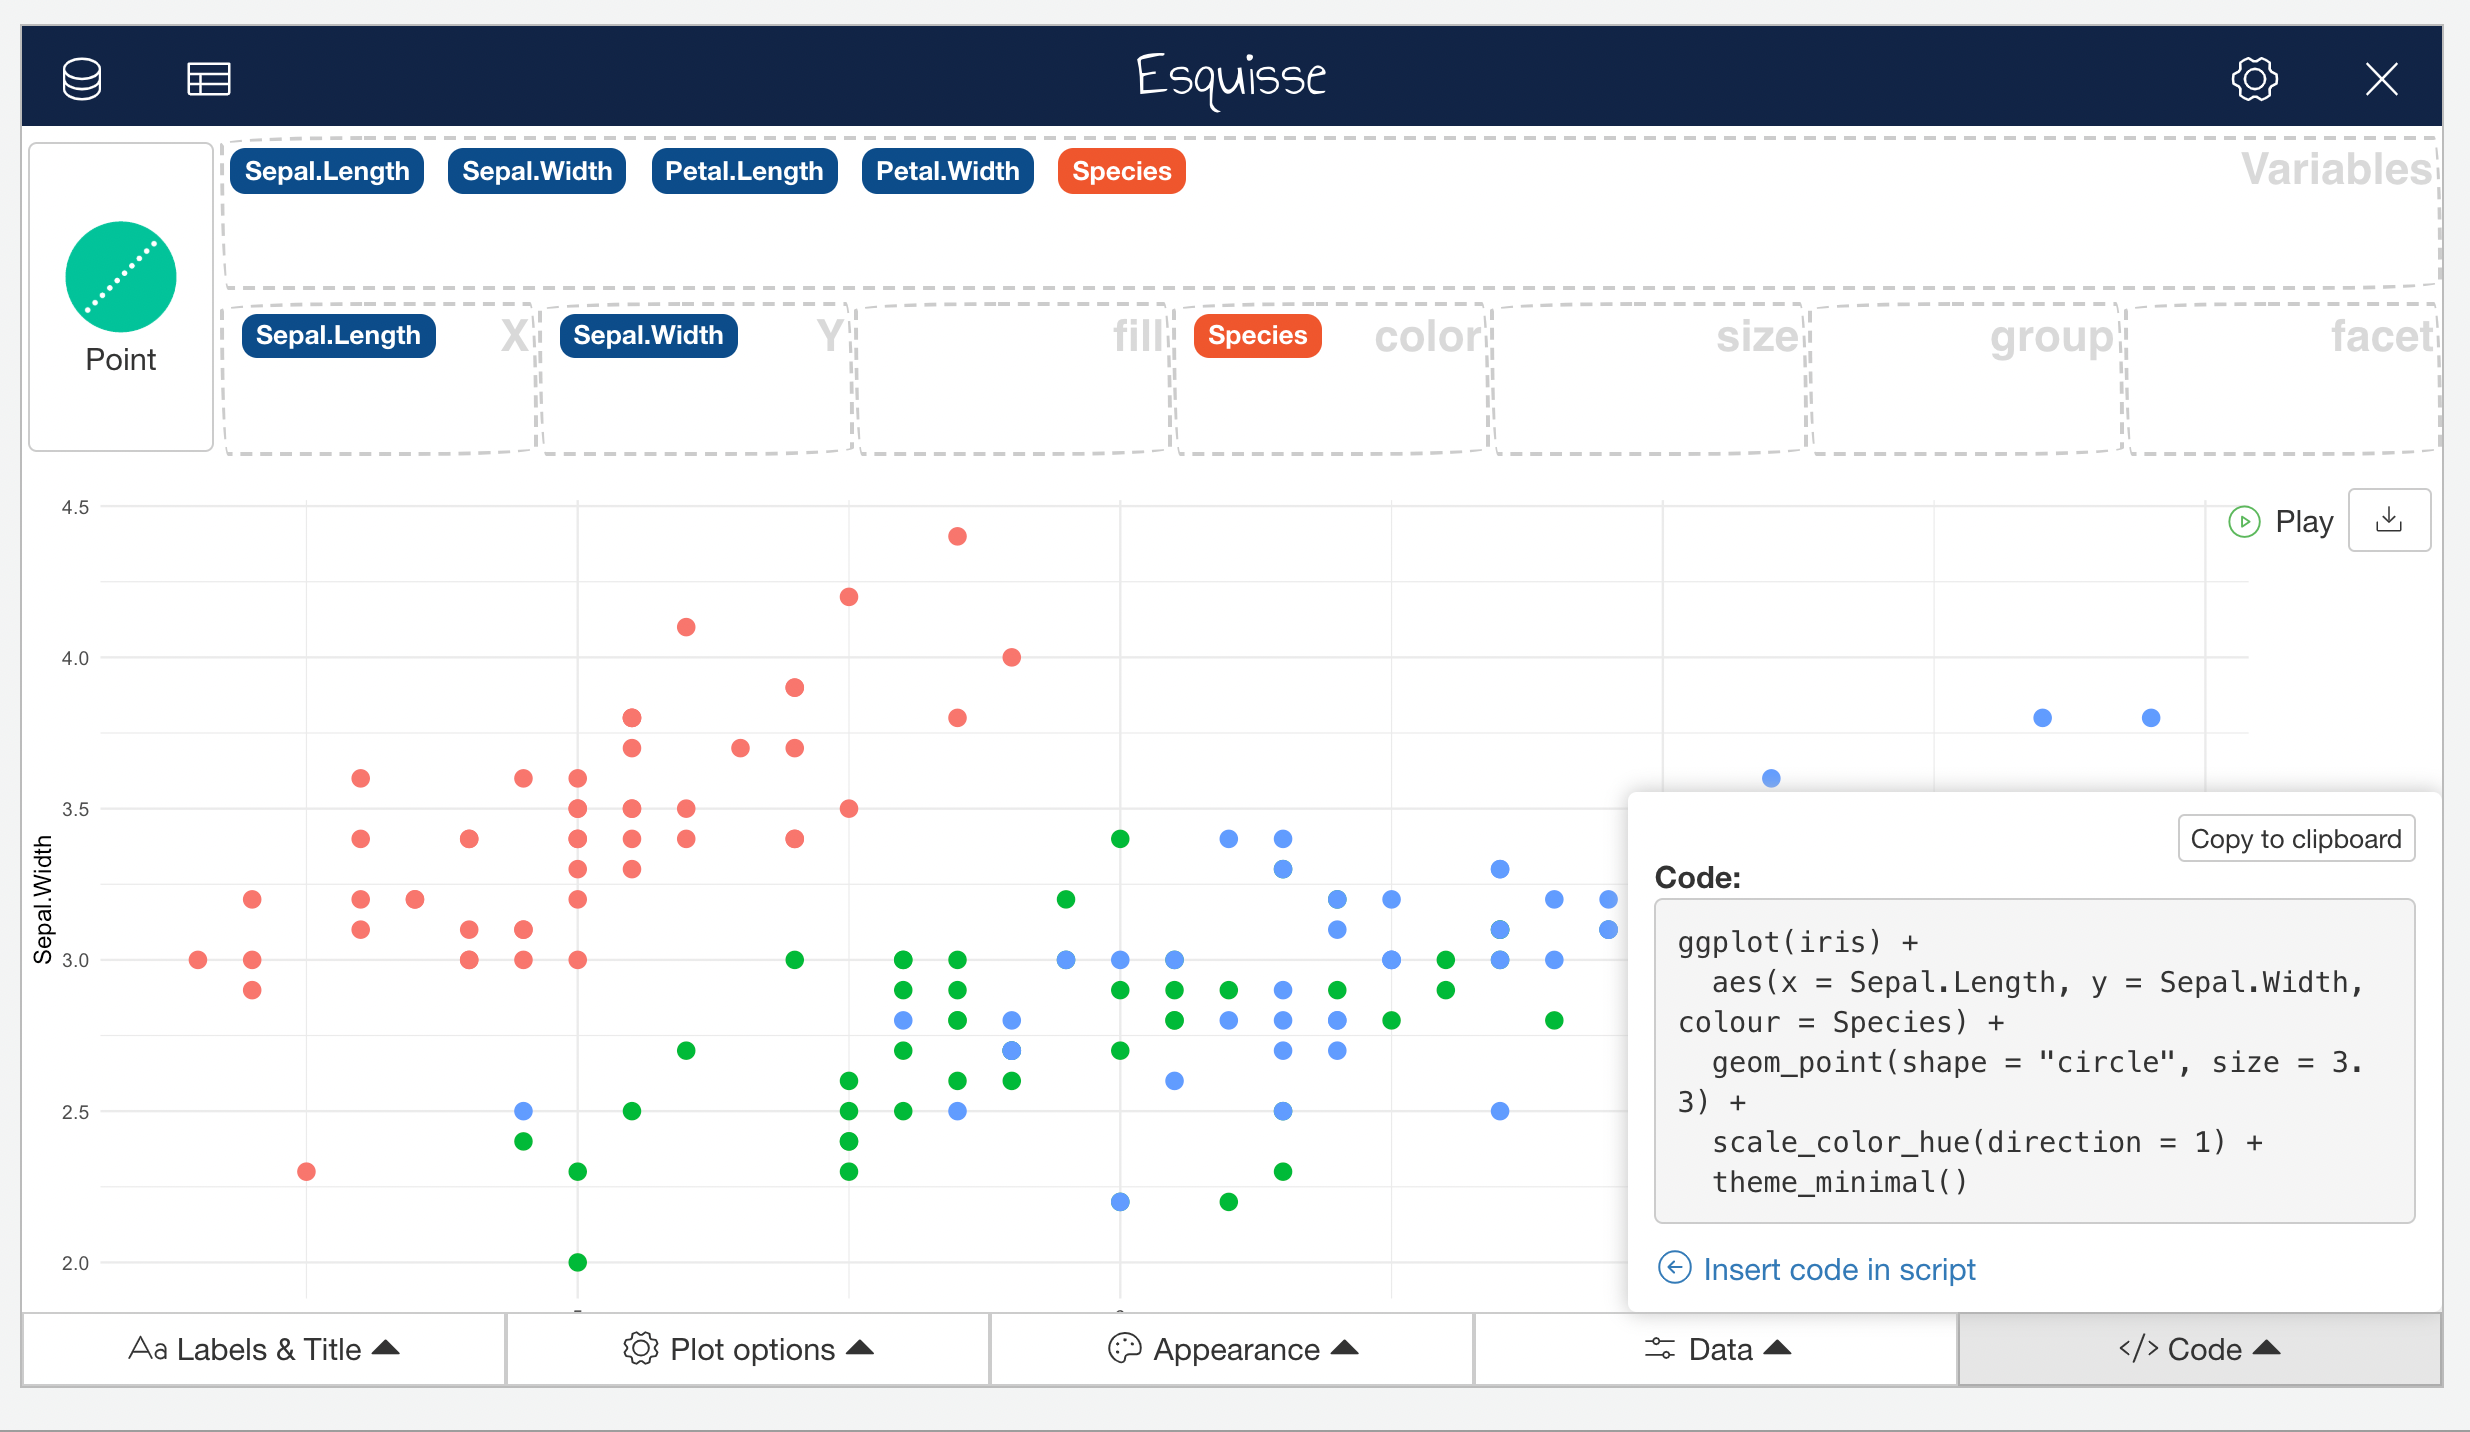 Esquisse
Sepal.Length Sepal.Width Petal.Length Petal.Width Species Variables
Point
Sepal.Length X Sepal.Width Y fill Species color size group facet
4.5
4.0
3.5
3.0
2.5
2.0
Sepal.Width
Play
Copy to clipboard
Code:
ggplot(iris) +
  aes(x = Sepal.Length, y = Sepal.Width,
colour = Species) +
  geom_point(shape = "circle", size = 3.
3) +
  scale_color_hue(direction = 1) +
  theme_minimal()
Insert code in script
Aa Labels & Title Plot options Appearance Data </> Code